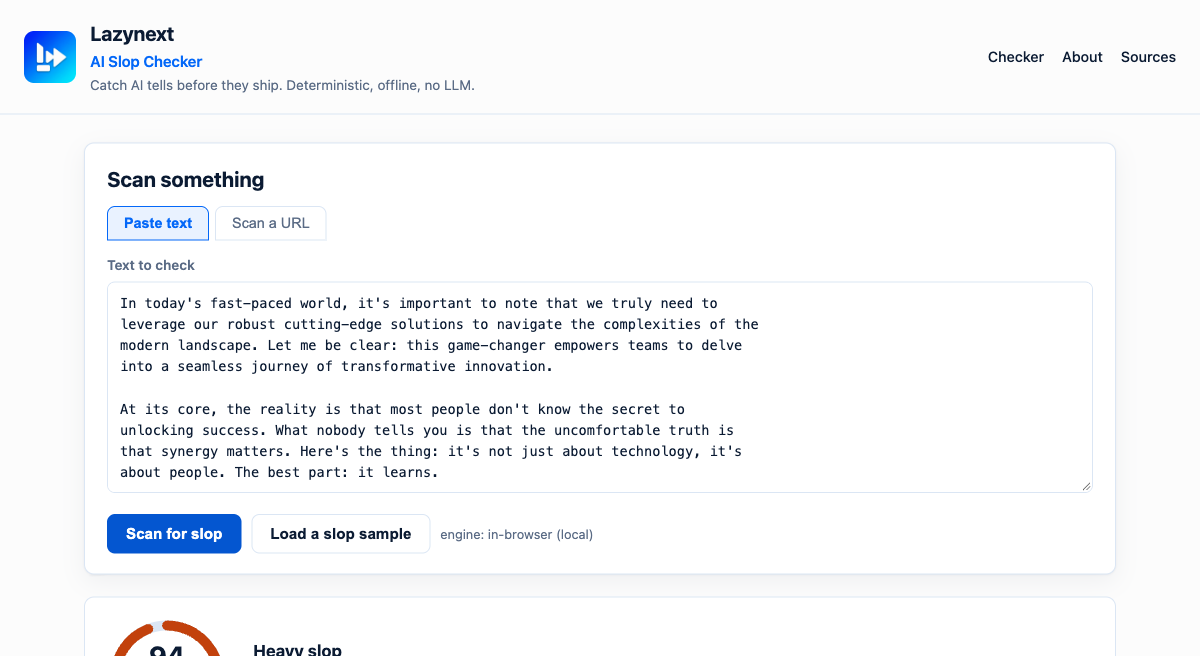 Lazynext
AI Slop Checker
Catch AI tells before they ship. Deterministic, offline, no LLM.
Checker About Sources
Scan something
Paste text Scan a URL
Text to check
In today's fast-paced world, it's important to note that we truly need to
leverage our robust cutting-edge solutions to navigate the complexities of the
modern landscape. Let me be clear: this game-changer empowers teams to delve
into a seamless journey of transformative innovation.
At its core, the reality is that most people don't know the secret to
unlocking success. What nobody tells you is that the uncomfortable truth is
that synergy matters. Here's the thing: it's not just about technology, it's
about people. The best part: it learns.
Scan for slop Load a slop sample engine: in-browser (local)
94
Heavy slop